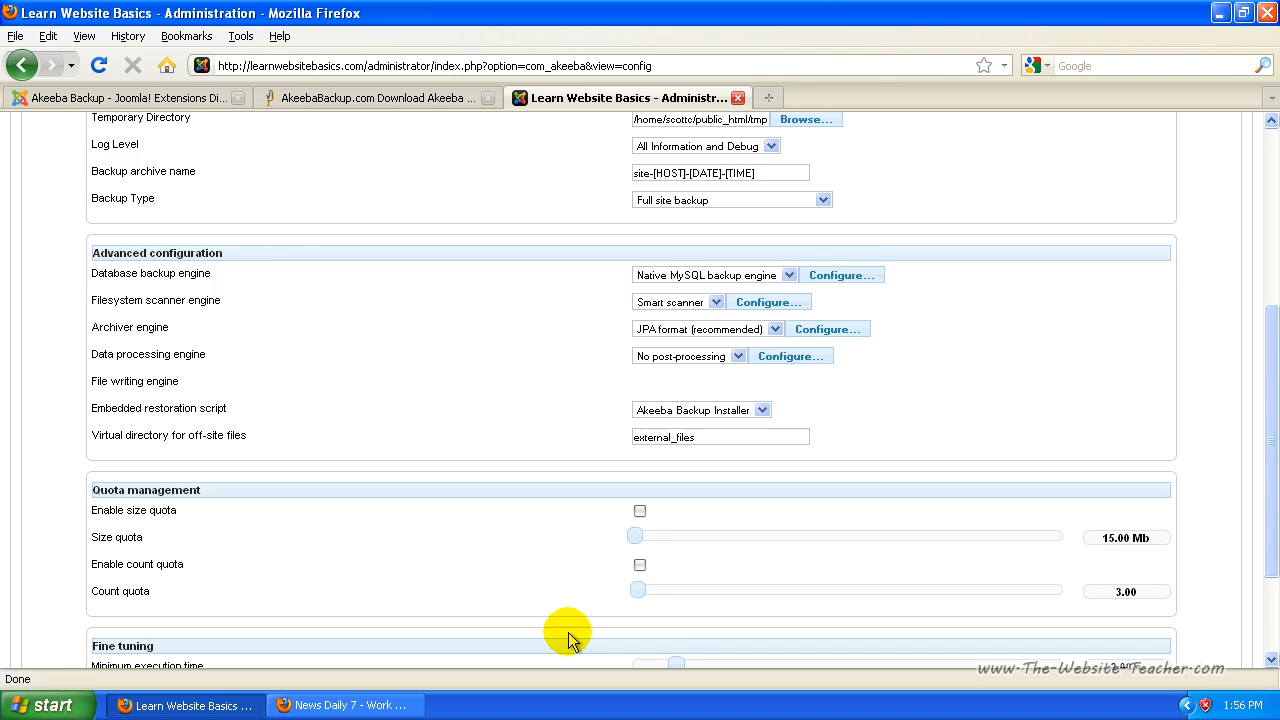 Learn Website Basics - Administration - Mozilla Firefox
File Edit View History Bookmarks Tools Help
http://learnwebsitebasics.com/administrator/index.php?option=com_akeeba&view=config
Google
Akeeba Backup - Joomla! Extensions Di...
AkeebaBackup.com Download Akeeba ...
Learn Website Basics - Administr...
Temporary Directory /home/scottc/public_html/tmp Browse...
Log Level All Information and Debug
Backup archive name site-[HOST]-[DATE]-[TIME]
Backup Type Full site backup
Advanced configuration
Database backup engine Native MySQL backup engine Configure...
Filesystem scanner engine Smart scanner Configure...
Archiver engine JPA format (recommended) Configure...
Data processing engine No post-processing Configure...
File writing engine
Embedded restoration script Akeeba Backup Installer
Virtual directory for off-site files external_files
Quota management
Enable size quota
Size quota 15.00 Mb
Enable count quota
Count quota 3.00
Fine tuning
Minimum execution time
www.The-Website-Teacher.com
Done
start Learn Website Basics ... News Daily 7 - Work ... 1:56 PM